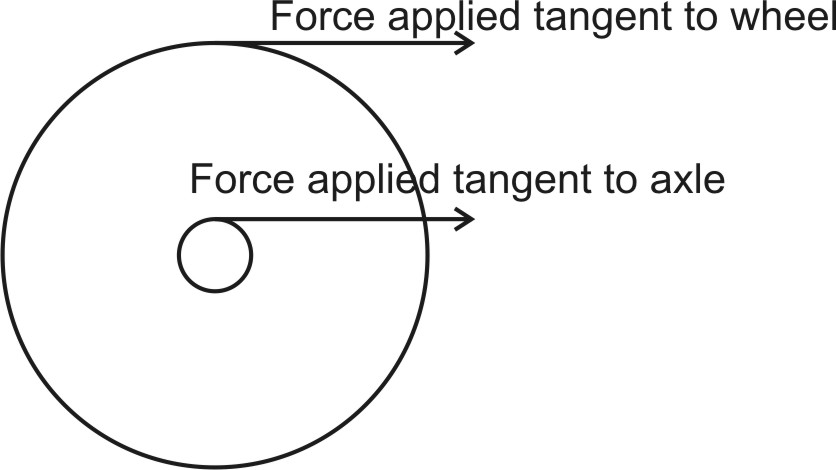 Force applied tangent to wheel
Force applied tangent to axle